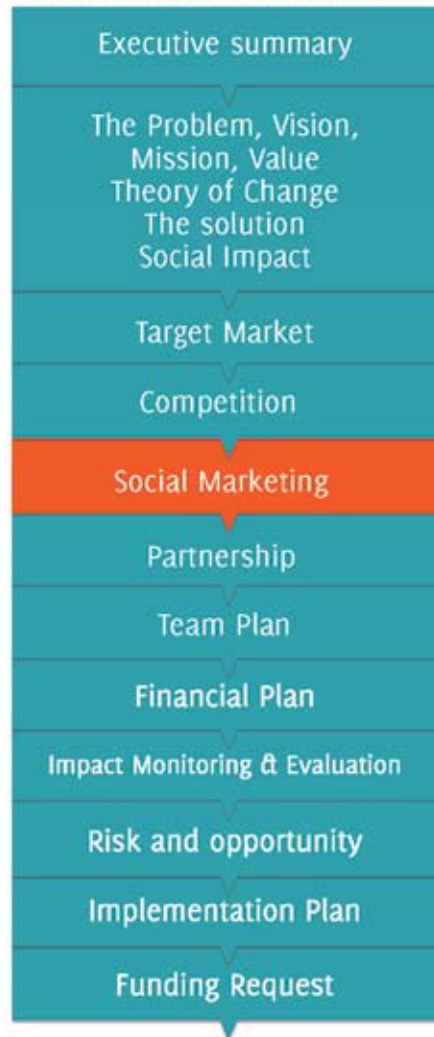 Executive summary
The Problem, Vision,
Mission, Value
Theory of Change
The solution
Social Impact
Target Market
Competition
Social Marketing
Partnership
Team Plan
Financial Plan
Impact Monitoring & Evaluation
Risk and opportunity
Implementation Plan
Funding Request